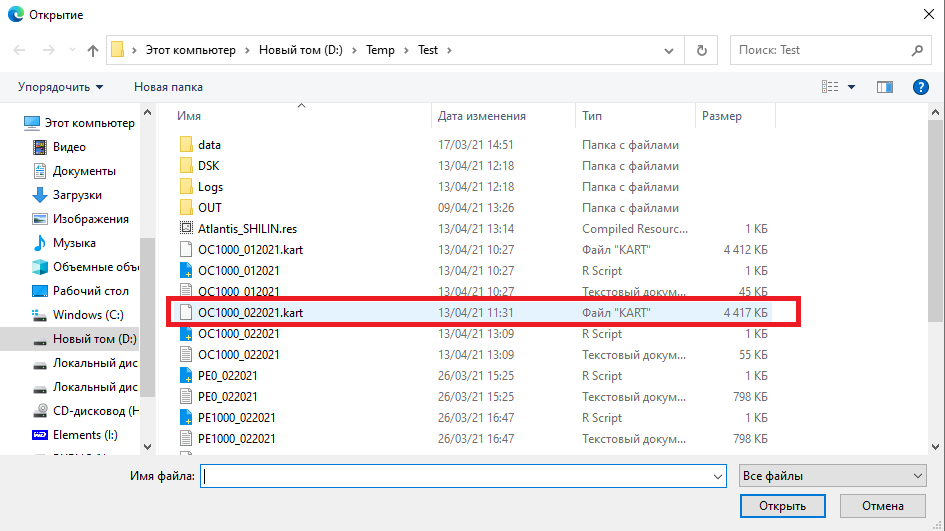 Открытие
Этот компьютер > Новый том (D:) > Temp > Test >
Поиск: Test
Упорядочить
Новая папка
?
Имя Дата изменения Тип Размер
Этот компьютер
Видео
Документы
Загрузки
Изображения
Музыка
Объемные объ
Рабочий стол
Windows (C:)
Новый том (D:)
Локальный дис
Локальный дис
CD-дисковод (H
WD Elements (I:)
data 17/03/21 14:51 Папка с файлами
DSK 13/04/21 12:18 Папка с файлами
Logs 13/04/21 12:18 Папка с файлами
OUT 09/04/21 13:26 Папка с файлами
Atlantis_SHILIN.res 13/04/21 13:14 Compiled Resourc... 1 КБ
OC1000_012021.kart 13/04/21 10:27 Файл "KART" 4 412 КБ
OC1000_012021 13/04/21 10:27 R Script 1 КБ
OC1000_012021 13/04/21 10:27 Текстовый докум... 45 КБ
OC1000_022021.kart 13/04/21 11:31 Файл "KART" 4 417 КБ
OC1000_022021 13/04/21 13:09 R Script 1 КБ
OC1000_022021 13/04/21 13:09 Текстовый докум... 55 КБ
PE0_022021 26/03/21 15:25 R Script 1 КБ
PE0_022021 26/03/21 15:25 Текстовый докум... 798 КБ
PE1000_022021 26/03/21 16:47 R Script 1 КБ
PE1000_022021 26/03/21 16:47 Текстовый докум... 798 КБ
Имя файла:
Все файлы
Открыть
Отмена